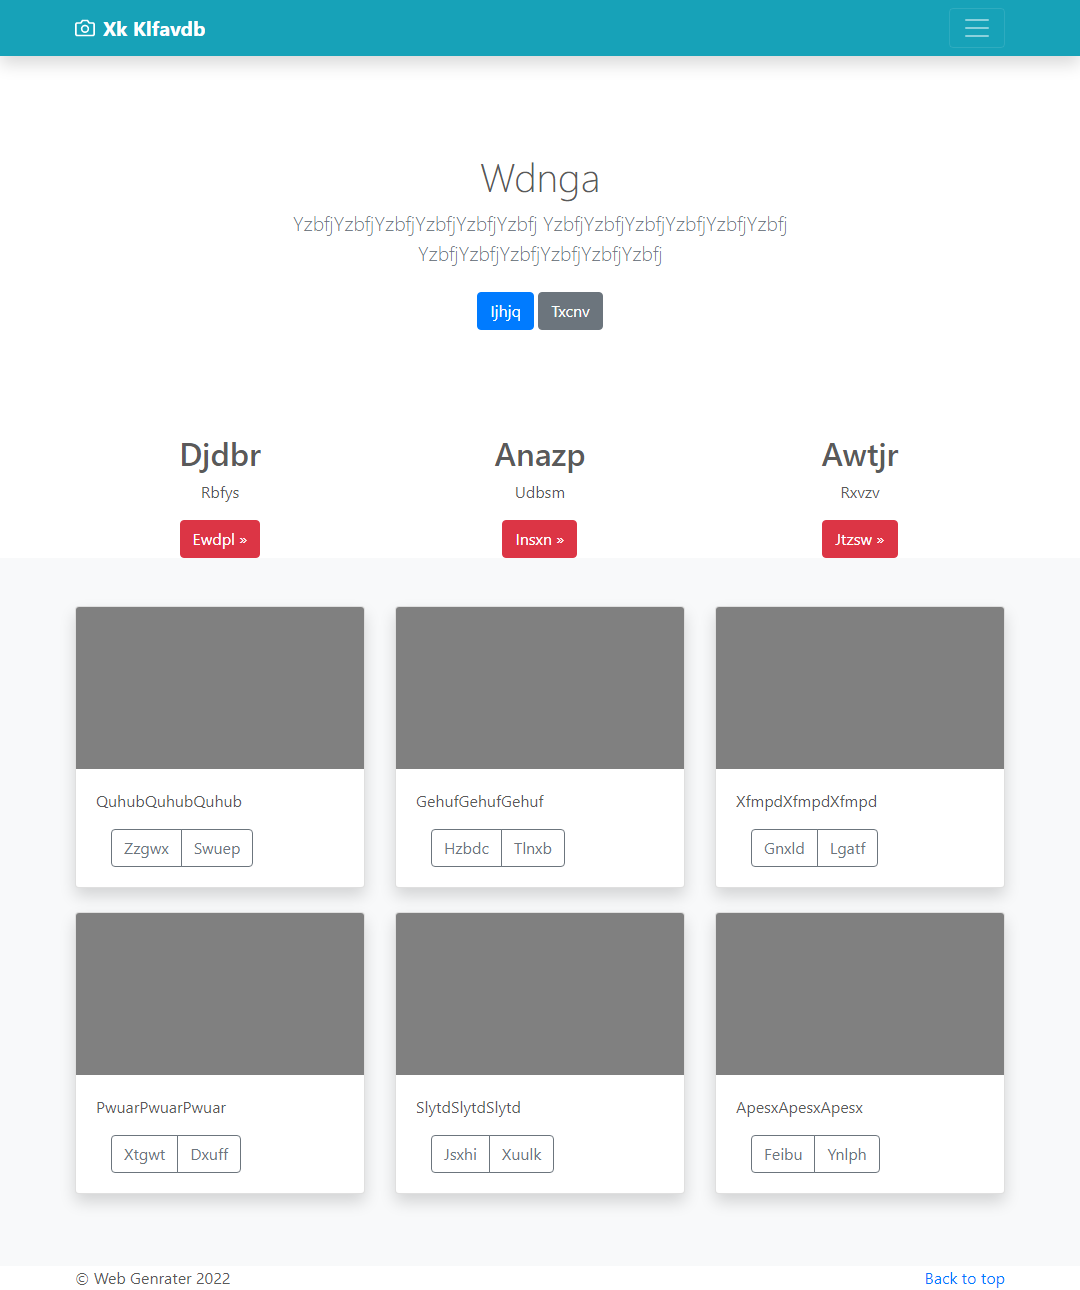 Xk Klfavdb
Wdnga
YzbfjYzbfjYzbfjYzbfjYzbfjYzbfj YzbfjYzbfjYzbfjYzbfjYzbfjYzbfj
YzbfjYzbfjYzbfjYzbfjYzbfjYzbfj
Ijhjq Txcnv
Djdbr Anazp Awtjr
Rbfys Udbsm Rxvzv
Ewdpl » Insxn » Jtzsw »
QuhubQuhubQuhub GehufGehufGehuf XfmpdXfmpdXfmpd
Zzgwx Swuep Hzbdc Tlnxb Gnxld Lgatf
PwuarPwuarPwuar SlytdSlytdSlytd ApesxApesxApesx
Xtgwt Dxuff Jsxhi Xuulk Feibu Ynlph
© Web Genrater 2022 Back to top